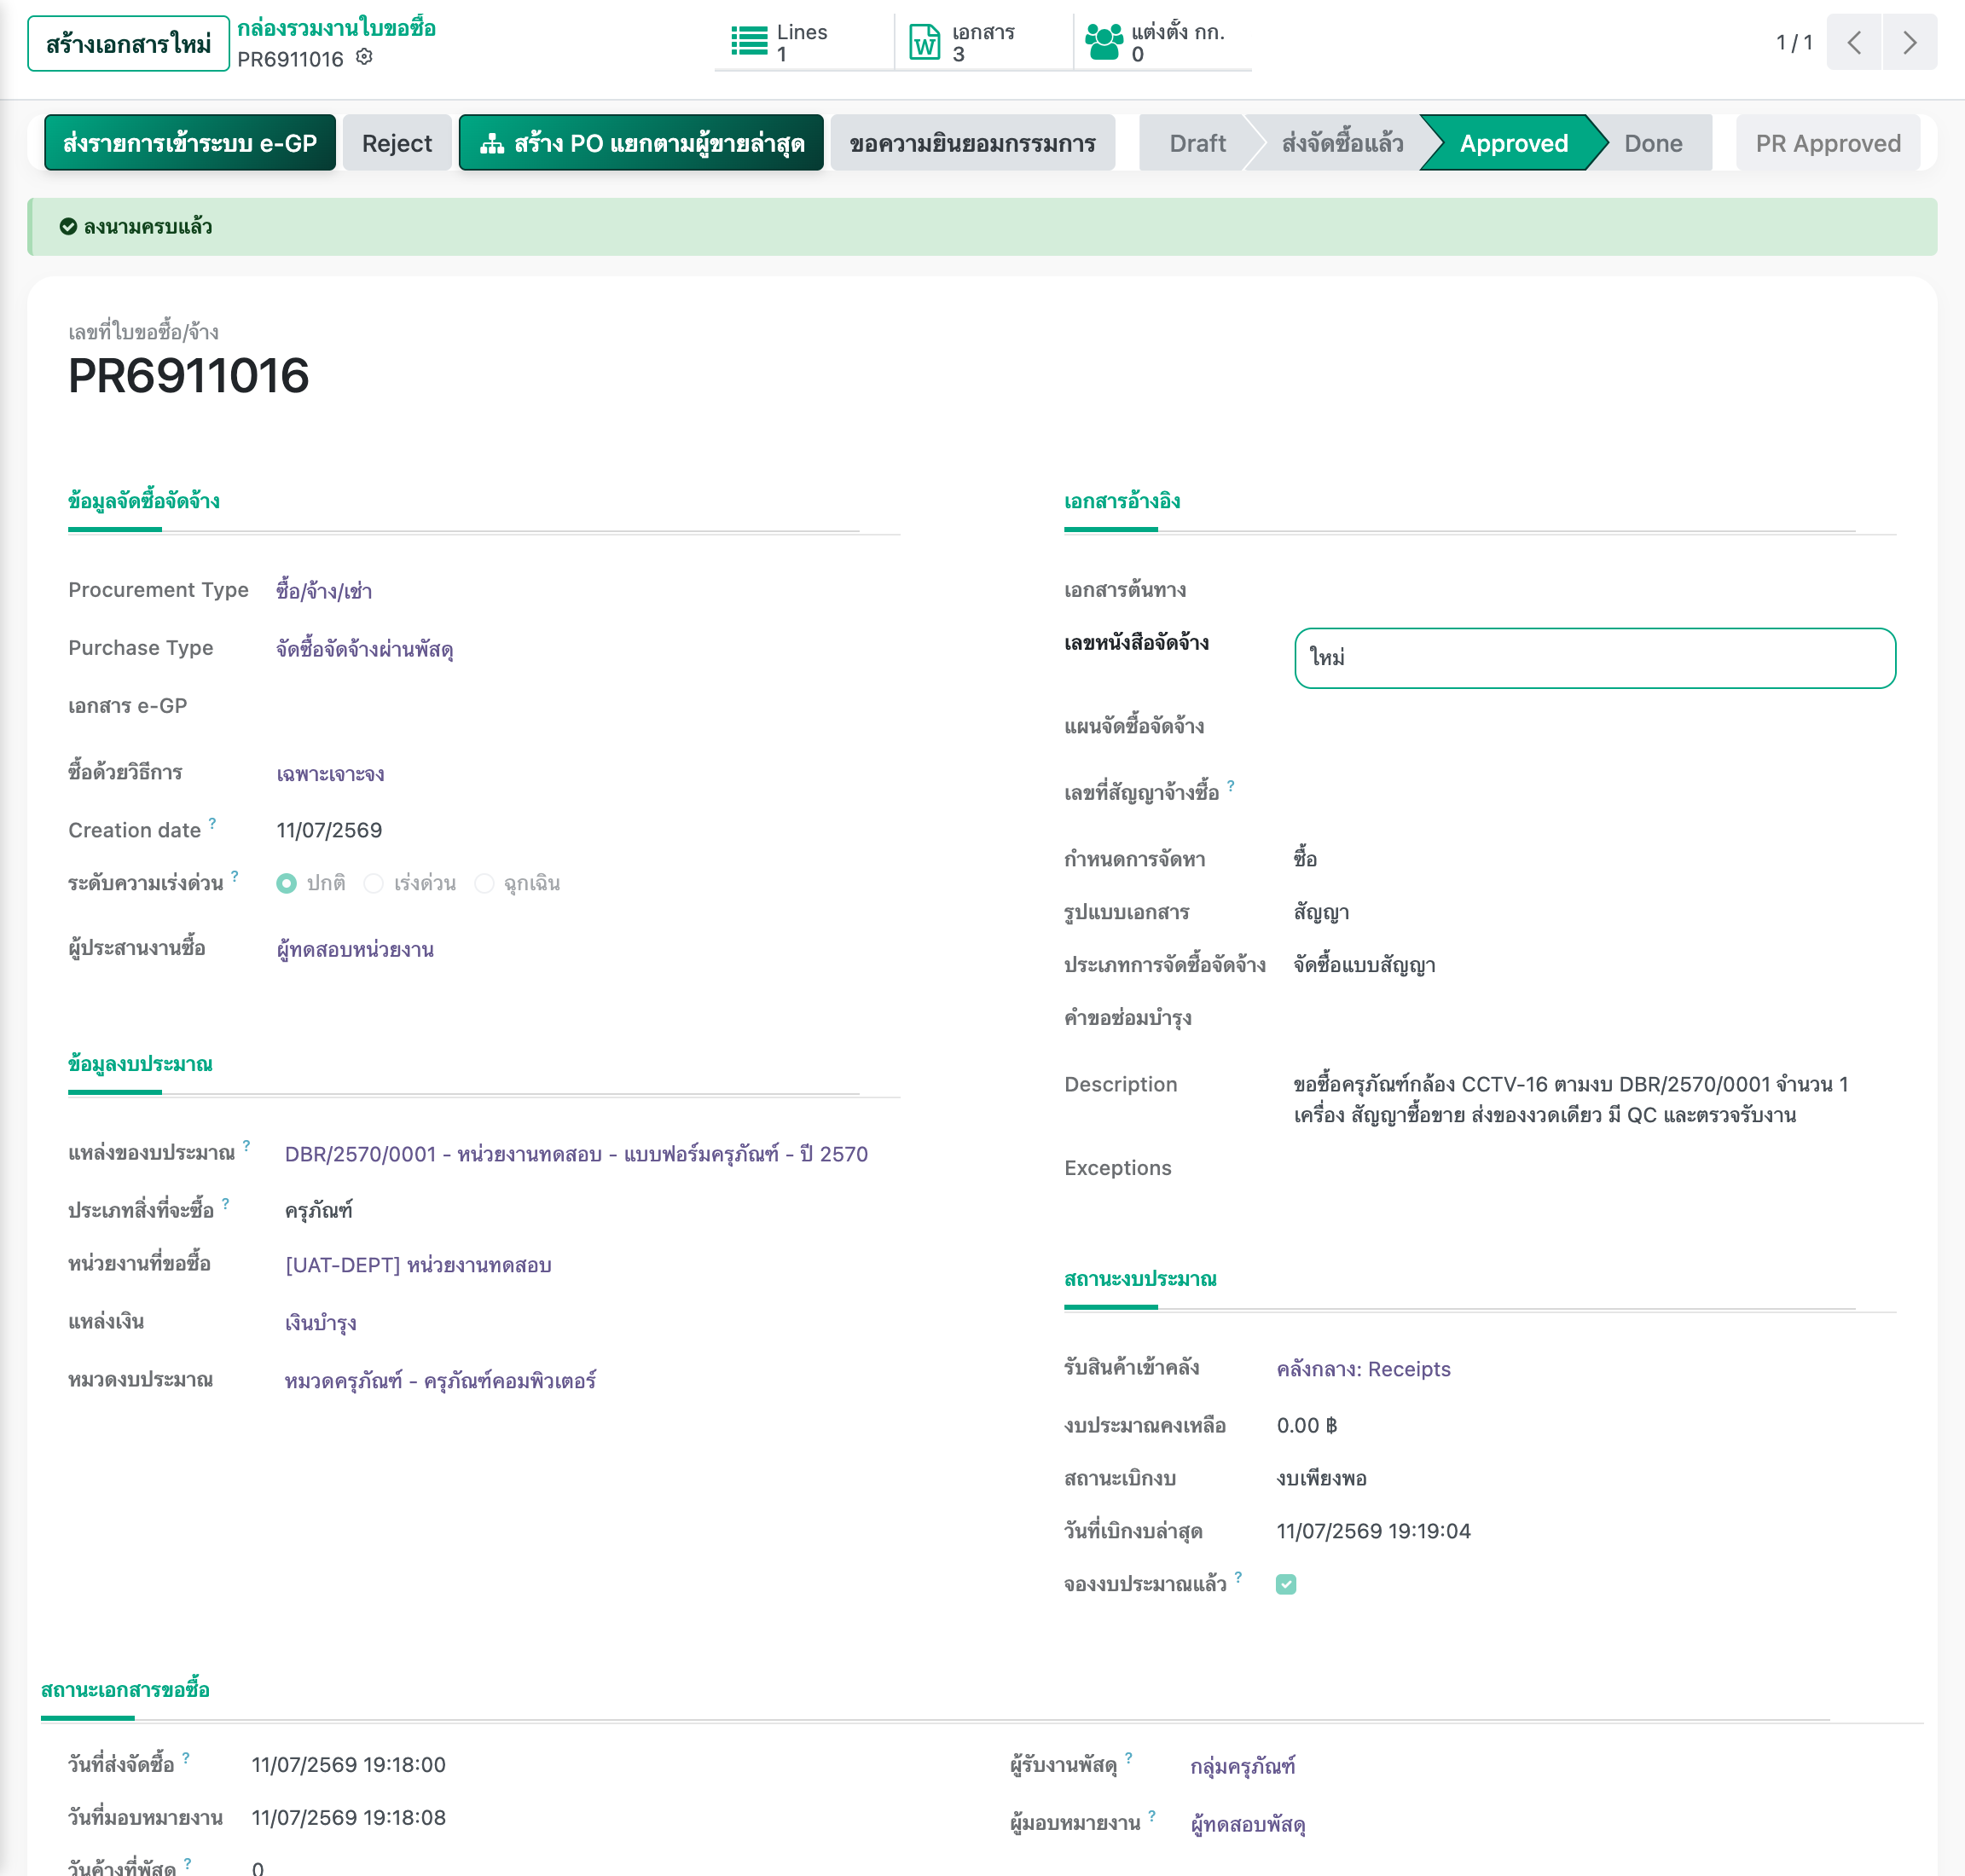 สร้างเอกสารใหม่
กล่องรวมงานใบขอซื้อ
PR6911016
Lines
1
เอกสาร
3
แต่งตั้ง กก.
0
1 / 1
ส่งรายการเข้าระบบ e-GP
Reject
สร้าง PO แยกตามผู้ขายล่าสุด
ขอความยินยอมกรรมการ
Draft
ส่งจัดซื้อแล้ว
Approved
Done
PR Approved
ลงนามครบแล้ว
เลขที่ใบขอซื้อ/จ้าง
PR6911016
ข้อมูลจัดซื้อจัดจ้าง
Procurement Type ซื้อ/จ้าง/เช่า
Purchase Type จัดซื้อจัดจ้างผ่านพัสดุ
เอกสาร e-GP
ซื้อด้วยวิธีการ เฉพาะเจาะจง
Creation date ? 11/07/2569
ระดับความเร่งด่วน ? ปกติ เร่งด่วน ฉุกเฉิน
ผู้ประสานงานซื้อ ผู้ทดสอบหน่วยงาน
เอกสารอ้างอิง
เอกสารต้นทาง
เลขหนังสือจัดจ้าง ใหม่
แผนจัดซื้อจัดจ้าง
เลขที่สัญญาจ้างซื้อ ?
กำหนดการจัดหา ซื้อ
รูปแบบเอกสาร สัญญา
ประเภทการจัดซื้อจัดจ้าง จัดซื้อแบบสัญญา
คำขอซ่อมบำรุง
Description ขอซื้อครุภัณฑ์กล้อง CCTV-16 ตามงบ DBR/2570/0001 จำนวน 1
เครื่อง สัญญาซื้อขาย ส่งของงวดเดียว มี QC และตรวจรับงาน
Exceptions
ข้อมูลงบประมาณ
แหล่งของบประมาณ ? DBR/2570/0001 - หน่วยงานทดสอบ - แบบฟอร์มครุภัณฑ์ - ปี 2570
ประเภทสิ่งที่จะซื้อ ? ครุภัณฑ์
หน่วยงานที่ขอซื้อ [UAT-DEPT] หน่วยงานทดสอบ
แหล่งเงิน เงินบำรุง
หมวดงบประมาณ หมวดครุภัณฑ์ - ครุภัณฑ์คอมพิวเตอร์
สถานะงบประมาณ
รับสินค้าเข้าคลัง คลังกลาง: Receipts
งบประมาณคงเหลือ 0.00 ฿
สถานะเบิกงบ งบเพียงพอ
วันที่เบิกงบล่าสุด 11/07/2569 19:19:04
จองงบประมาณแล้ว ?
สถานะเอกสารขอซื้อ
วันที่ส่งจัดซื้อ ? 11/07/2569 19:18:00
วันที่มอบหมายงาน 11/07/2569 19:18:08
วันค้างที่พัสดุ ? 0
ผู้รับงานพัสดุ ? กลุ่มครุภัณฑ์
ผู้มอบหมายงาน ? ผู้ทดสอบพัสดุ